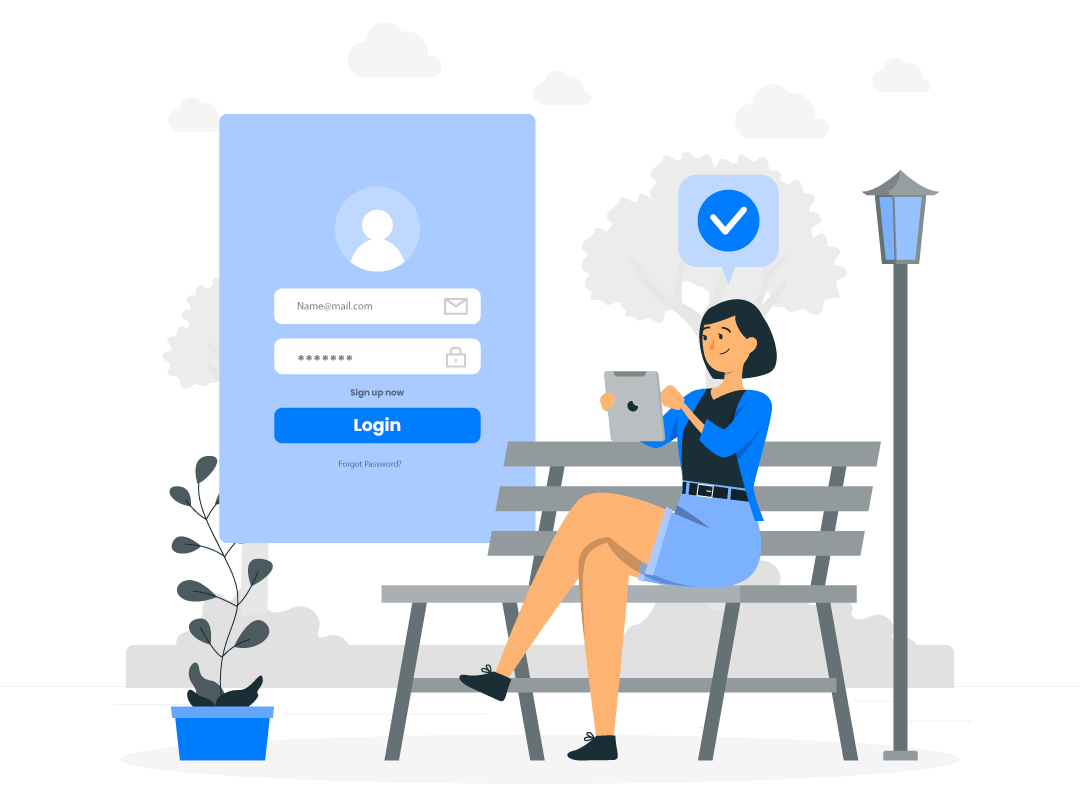 Name@mail.com
*******
Sign up now
Login
Forgot Password?